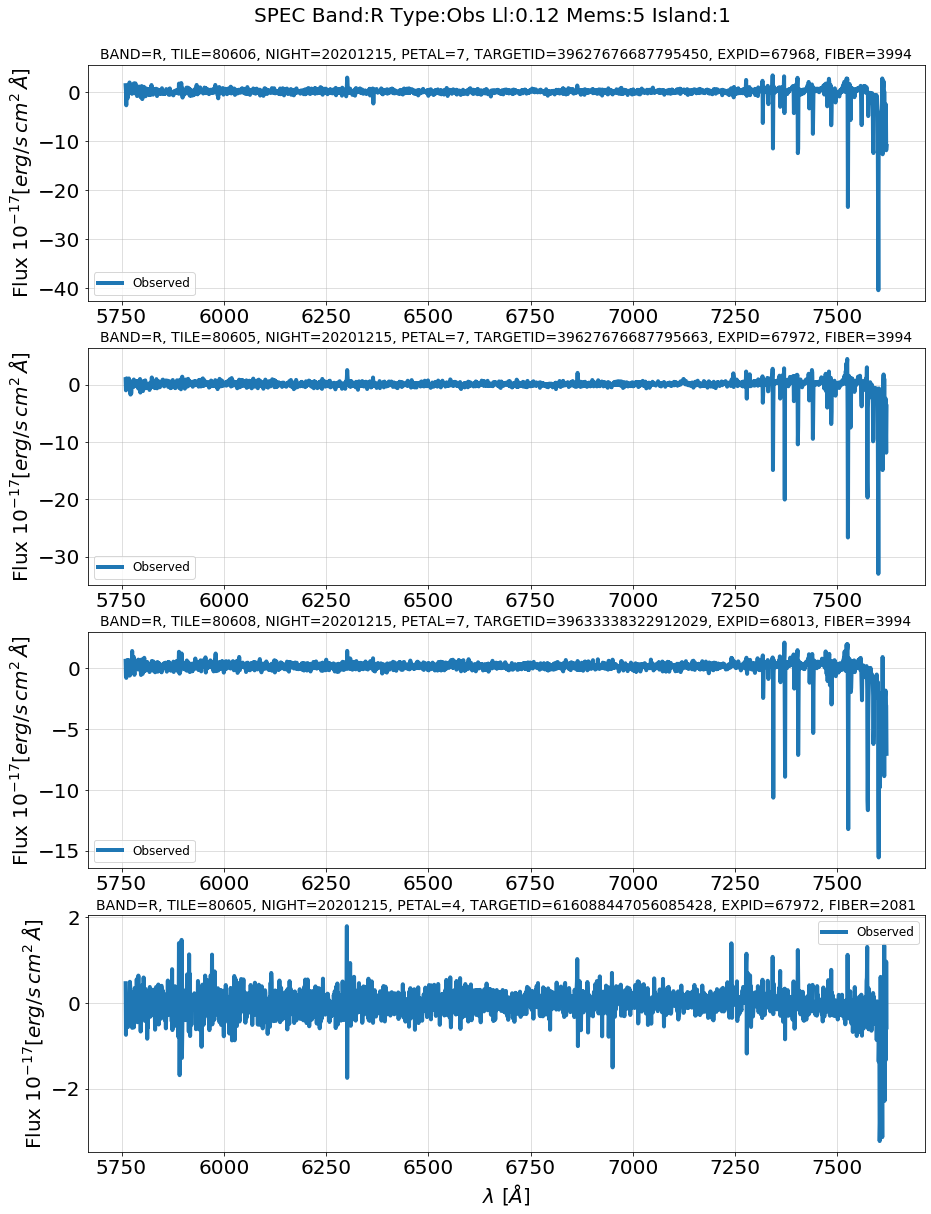 SPEC Band:R Type:Obs Ll:0.12 Mems:5 Island:1
BAND=R, TILE=80606, NIGHT=20201215, PETAL=7, TARGETID=39627676687795450, EXPID=67968, FIBER=3994
0
−10
−20
−30
−40
Flux 10^{−17}[erg/s cm^2 Å]
Observed
5750 6000 6250 6500 6750 7000 7250 7500
BAND=R, TILE=80605, NIGHT=20201215, PETAL=7, TARGETID=39627676687795663, EXPID=67972, FIBER=3994
0
−10
−20
−30
Flux 10^{−17}[erg/s cm^2 Å]
Observed
5750 6000 6250 6500 6750 7000 7250 7500
BAND=R, TILE=80608, NIGHT=20201215, PETAL=7, TARGETID=39633338322912029, EXPID=68013, FIBER=3994
0
−5
−10
−15
Flux 10^{−17}[erg/s cm^2 Å]
Observed
5750 6000 6250 6500 6750 7000 7250 7500
BAND=R, TILE=80605, NIGHT=20201215, PETAL=4, TARGETID=616088447056085428, EXPID=67972, FIBER=2081
2
0
−2
Flux 10^{−17}[erg/s cm^2 Å]
Observed
5750 6000 6250 6500 6750 7000 7250 7500
λ [Å]